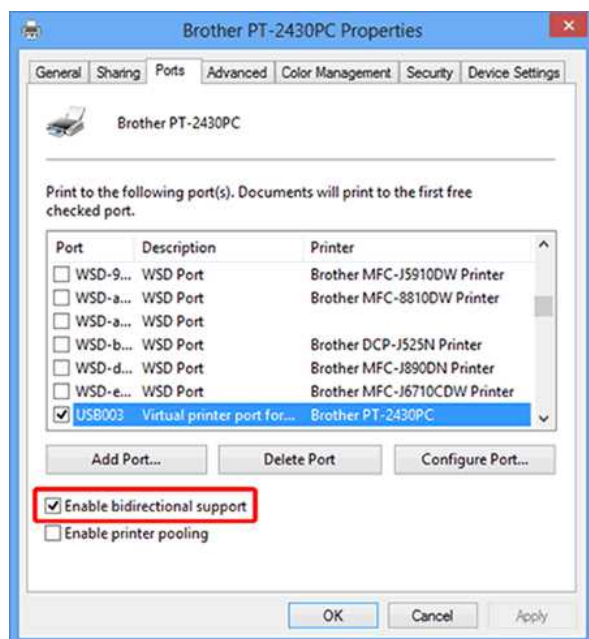 Brother PT-2430PC Properties
General Sharing Ports Advanced Color Management Security Device Settings
Brother PT-2430PC
Print to the following port(s). Documents will print to the first free
checked port.
Port Description Printer
WSD-9... WSD Port Brother MFC-J5910DW Printer
WSD-a... WSD Port Brother MFC-8810DW Printer
WSD-a... WSD Port
WSD-b... WSD Port Brother DCP-J525N Printer
WSD-d... WSD Port Brother MFC-J890DN Printer
WSD-e... WSD Port Brother MFC-J6710CDW Printer
USB003 Virtual printer port for... Brother PT-2430PC
Add Port... Delete Port Configure Port...
Enable bidirectional support
Enable printer pooling
OK Cancel Apply